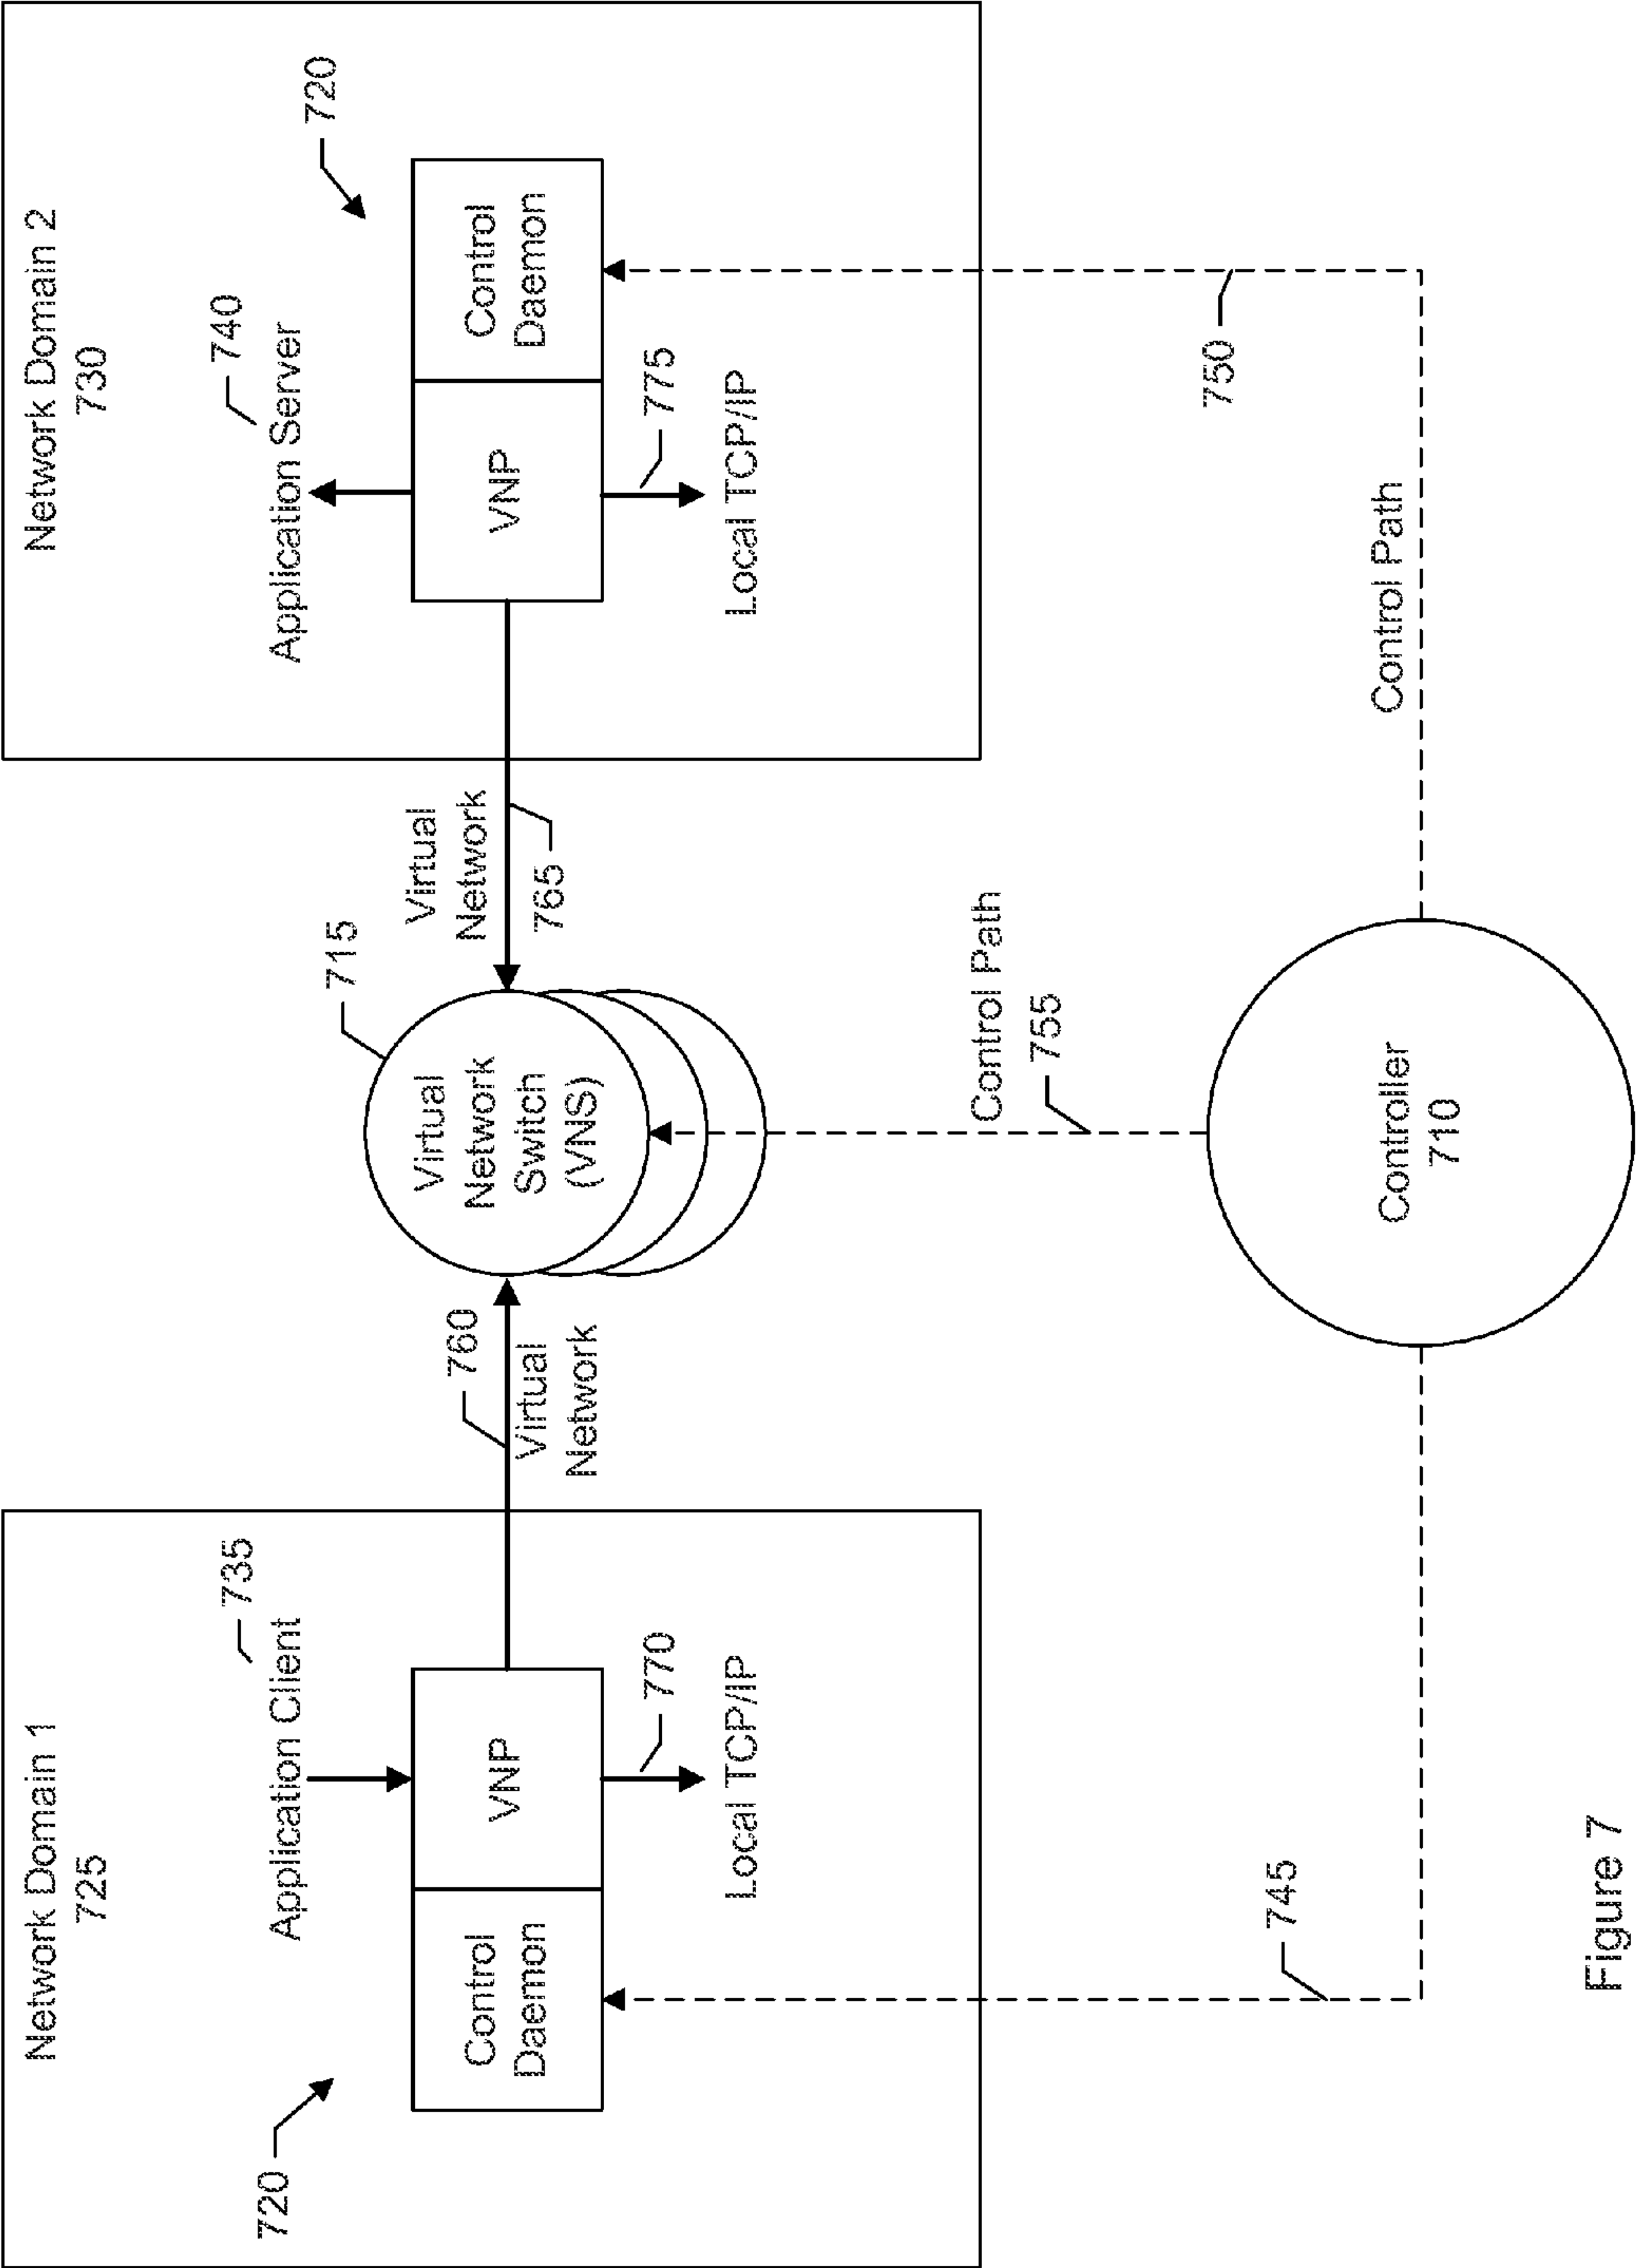 Network Domain 1
725
720
735
Application Client
Control
Daemon
VNP
770
Local TCP/IP
760
Virtual
Network
715
Virtual
Network
Switch
(VNS)
Virtual
Network
765
Network Domain 2
730
740
Application Server
720
VNP
Control
Daemon
775
Local TCP/IP
745
Control Path
755
Controller
710
750
Control Path
Figure 7